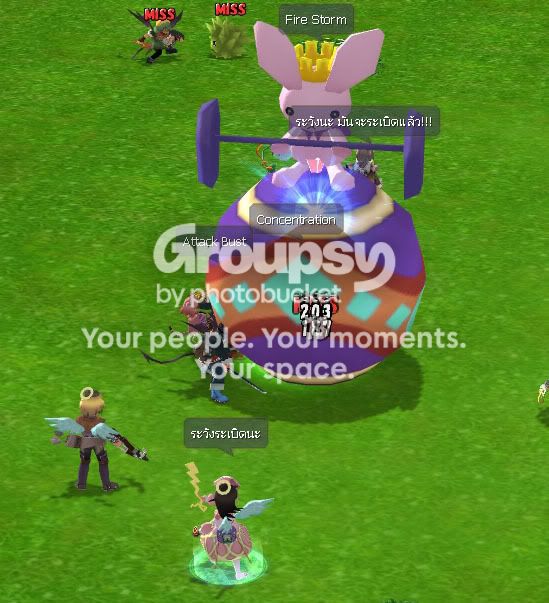 MISS
MISS
Fire Storm
ระวังนะ มันจะระเบิดแล้ว!!!
Concentration
Attack Bust
Groupsy
by photobucket
203
Your people. Your moments.
Your space.
ระวังระเบิดนะ